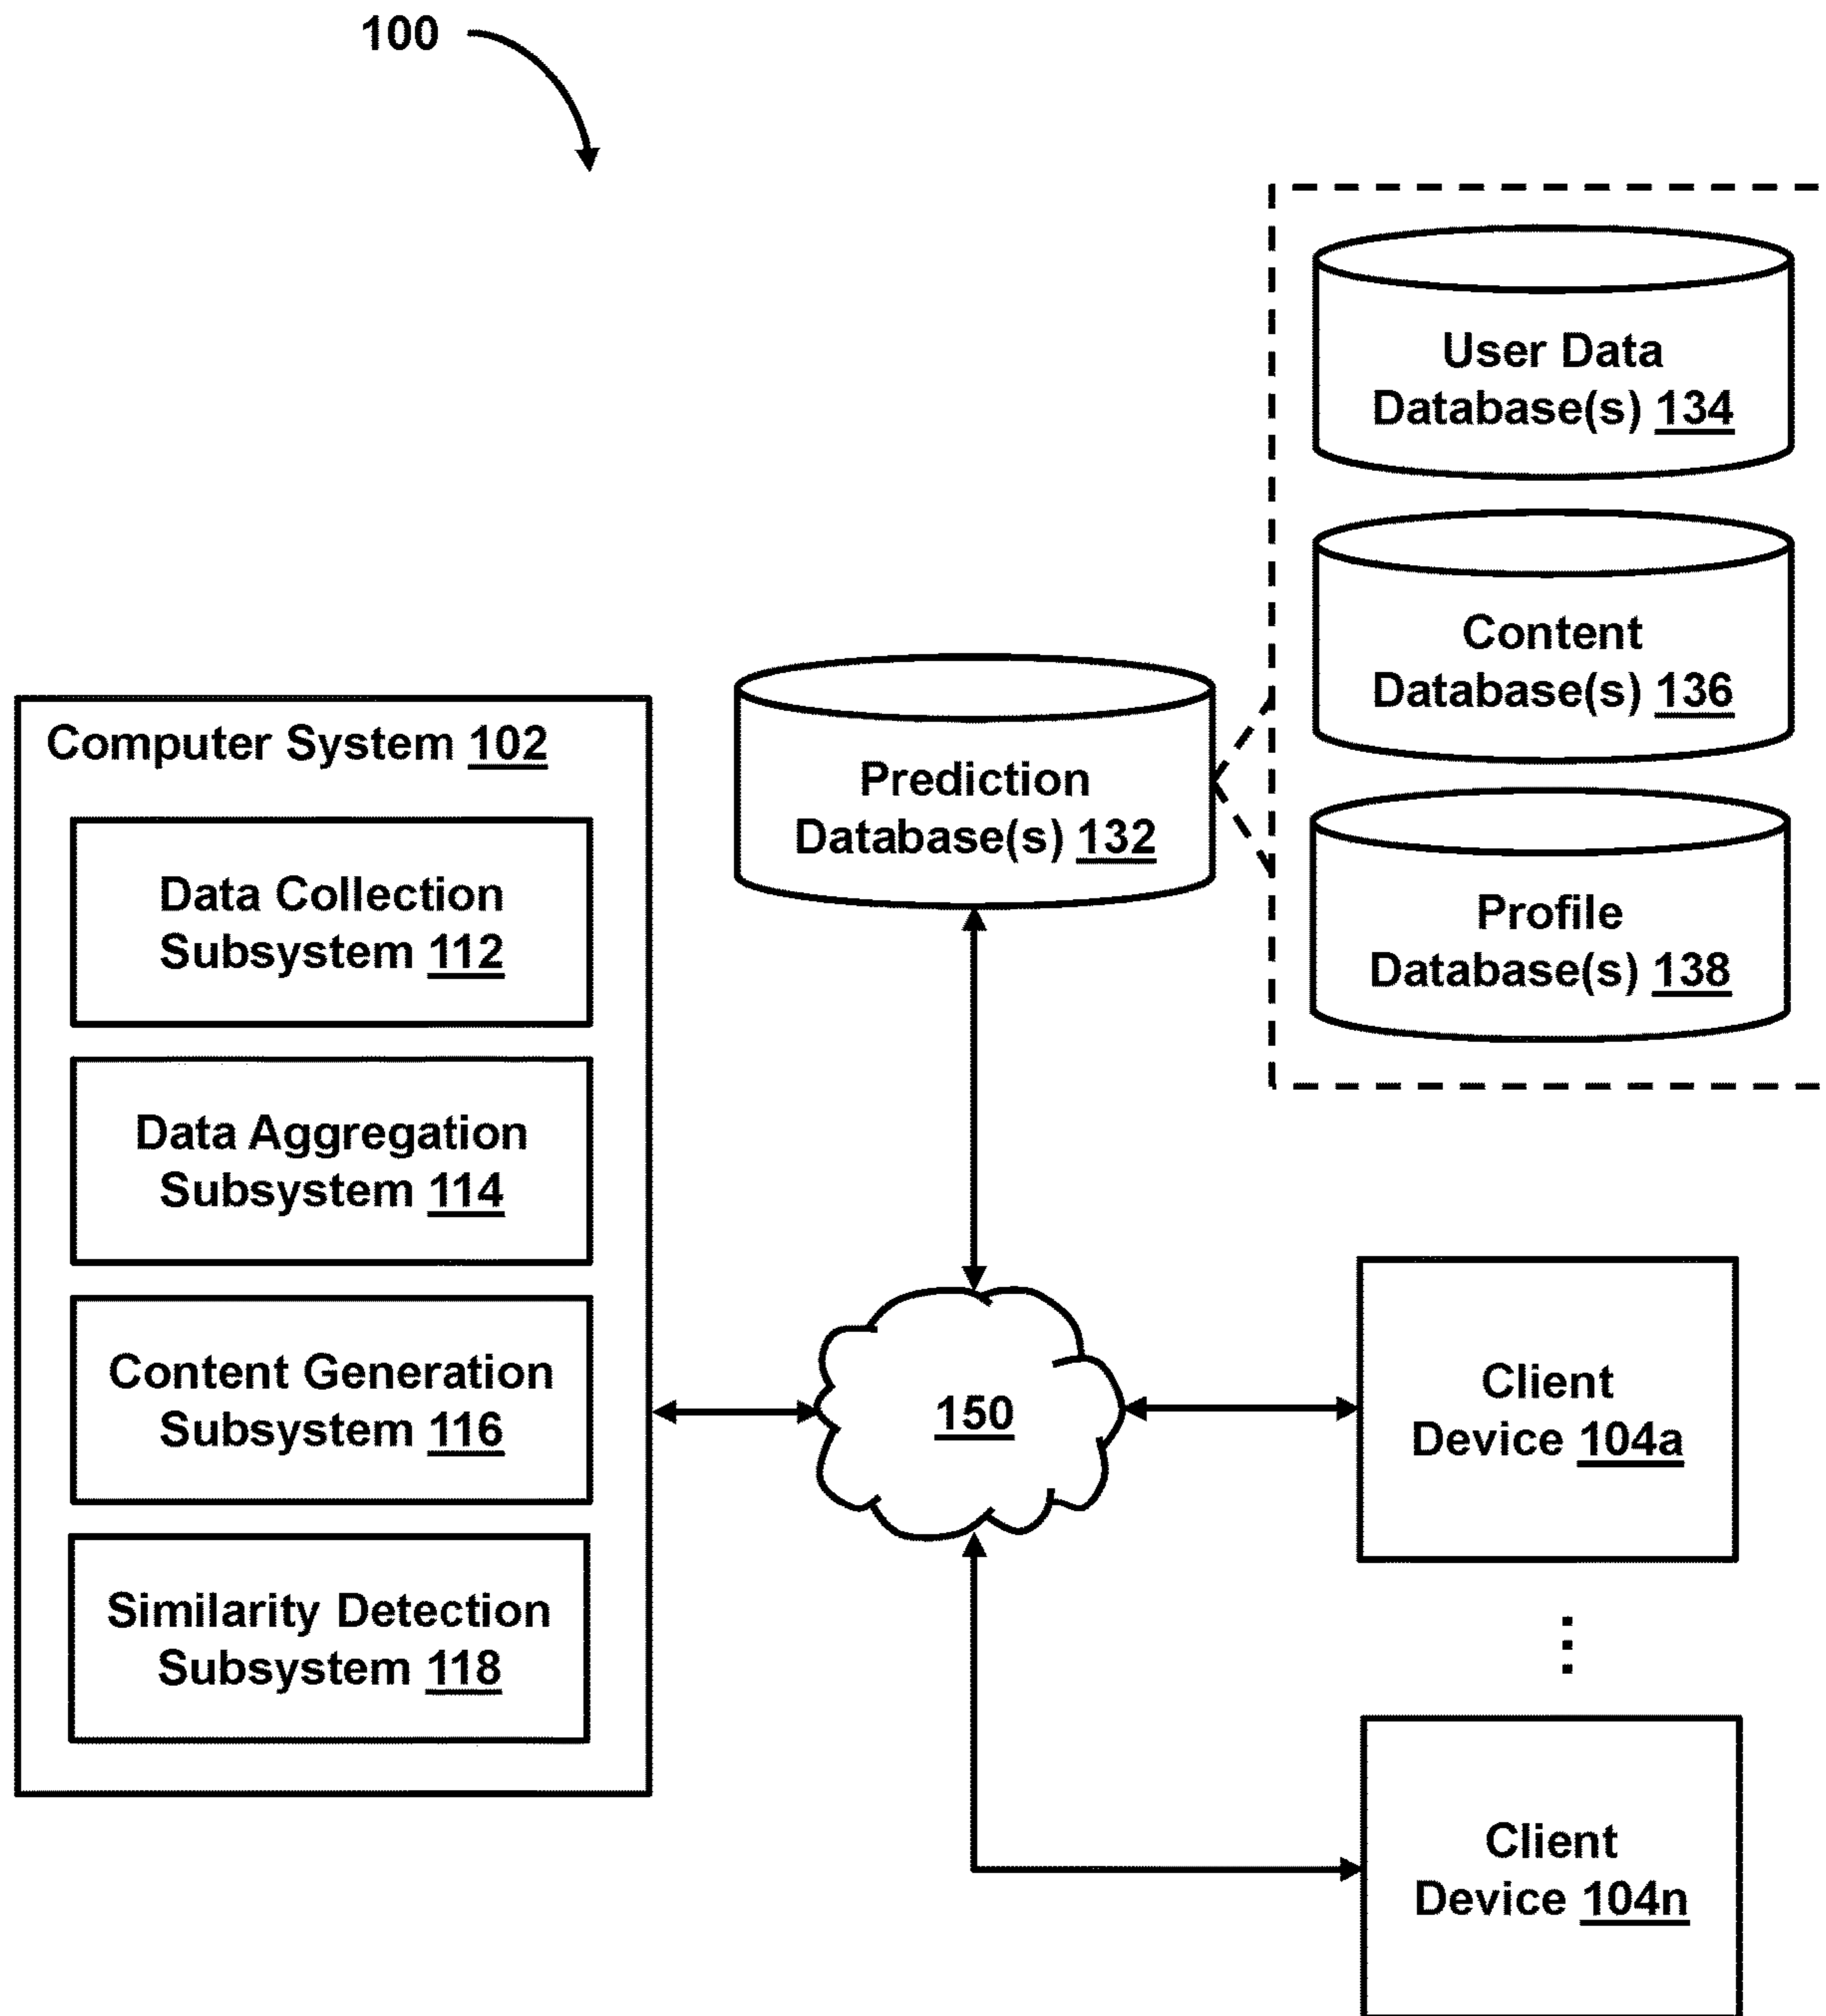 100
User Data
Database(s) 134
Content
Database(s) 136
Prediction
Database(s) 132
Profile
Database(s) 138
Computer System 102
Data Collection
Subsystem 112
Data Aggregation
Subsystem 114
Content Generation
Subsystem 116
Similarity Detection
Subsystem 118
150
Client
Device 104a
Client
Device 104n